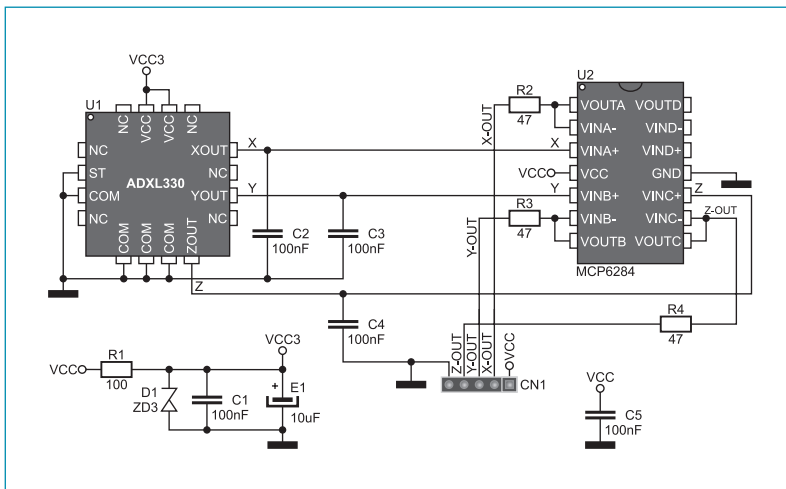 VCC3
U1
NC
VCC
VCC
NC
NC
ST
COM
NC
ADXL330
XOUT
NC
YOUT
NC
COM
COM
COM
ZOUT
X
Y
Z
C2
100nF
C3
100nF
C4
100nF
X-OUT
Y-OUT
R2
47
R3
47
X
VCC
Y
U2
VOUTA
VINA-
VINA+
VCC
VINB+
VINB-
VOUTB
VOUTD
VIND-
VIND+
GND
VINC+
VINC-
VOUTC
MCP6284
Z
Z-OUT
R4
47
VCC
R1
100
D1
ZD3
C1
100nF
VCC3
+
E1
10uF
Z-OUT
Y-OUT
X-OUT
VCC
CN1
VCC
C5
100nF